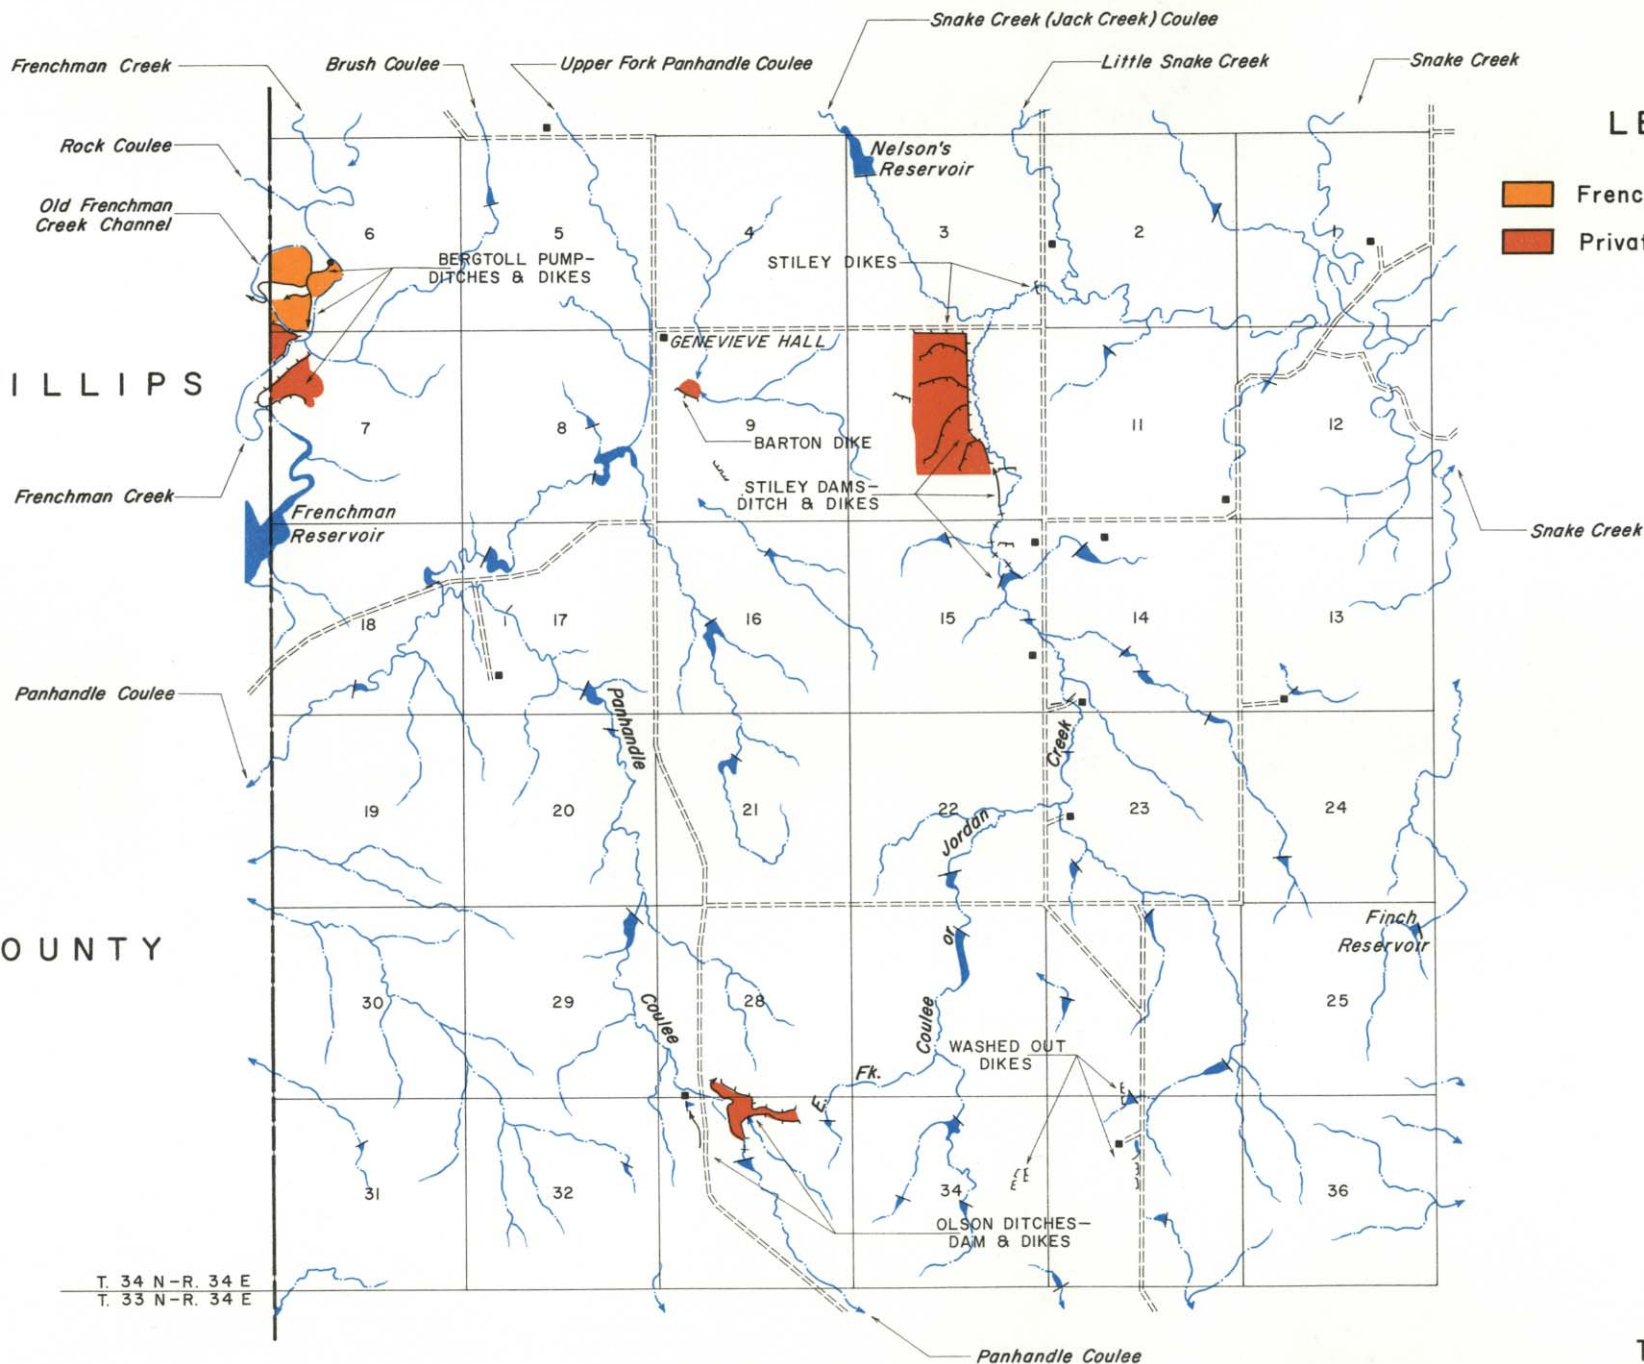 Snake Creek (Jack Creek) Coulee
Frenchman Creek
Brush Coulee
Upper Fork Panhandle Coulee
Little Snake Creek
Snake Creek
LE
Rock Coulee
Nelson's
Reservoir
Frenc
Old Frenchman
Creek Channel
6
5
4
3
2
1
Privat
BERGTOLL PUMP-
DITCHES & DIKES
STILEY DIKES
GENEVIEVE HALL
ILLIPS
7
8
9
11
12
BARTON DIKE
STILEY DAMS-
DITCH & DIKES
Frenchman Creek
Frenchman
Reservoir
Snake Creek
18
17
16
15
14
13
Panhandle Coulee
Panhandle
Creek
19
20
21
22
23
24
Jordan
Finch
Reservoir
or
OUNTY
30
29
28
25
Coulee
Coulee
WASHED OUT
DIKES
Fk.
E.
31
32
34
36
OLSON DITCHES-
DAM & DIKES
T. 34 N-R. 34 E
T. 33 N-R. 34 E
Panhandle Coulee
T